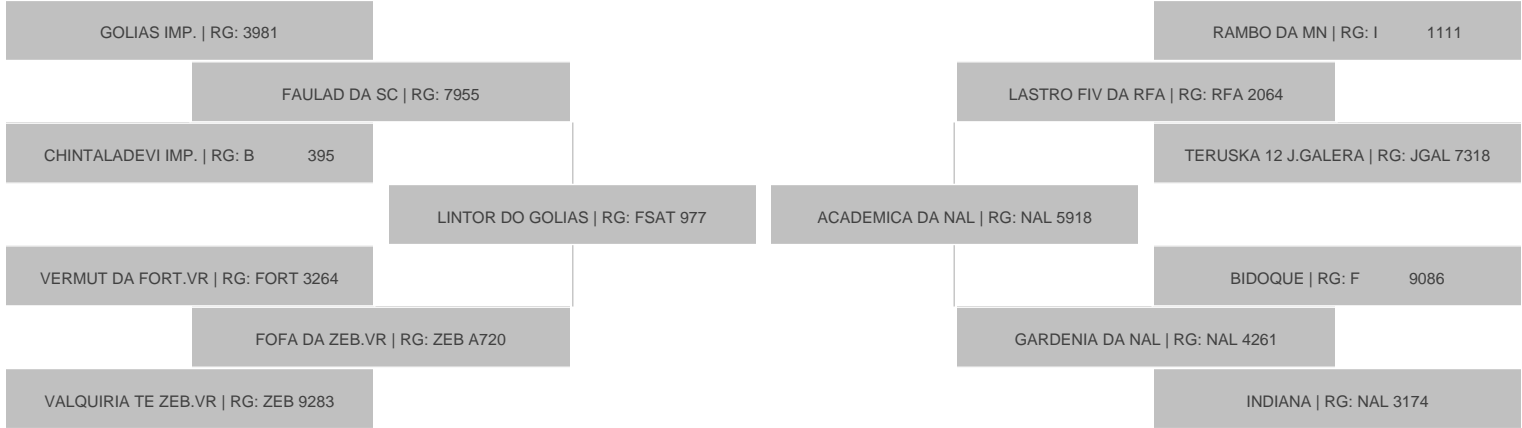 GOLIAS IMP. | RG: 3981
RAMBO DA MN | RG: I 1111
FAULAD DA SC | RG: 7955
LASTRO FIV DA RFA | RG: RFA 2064
CHINTALADEVI IMP. | RG: B 395
TERUSKA 12 J.GALERA | RG: JGAL 7318
LINTOR DO GOLIAS | RG: FSAT 977
ACADEMICA DA NAL | RG: NAL 5918
VERMUT DA FORT.VR | RG: FORT 3264
BIDOQUE | RG: F 9086
FOFA DA ZEB.VR | RG: ZEB A720
GARDENIA DA NAL | RG: NAL 4261
VALQUIRIA TE ZEB.VR | RG: ZEB 9283
INDIANA | RG: NAL 3174